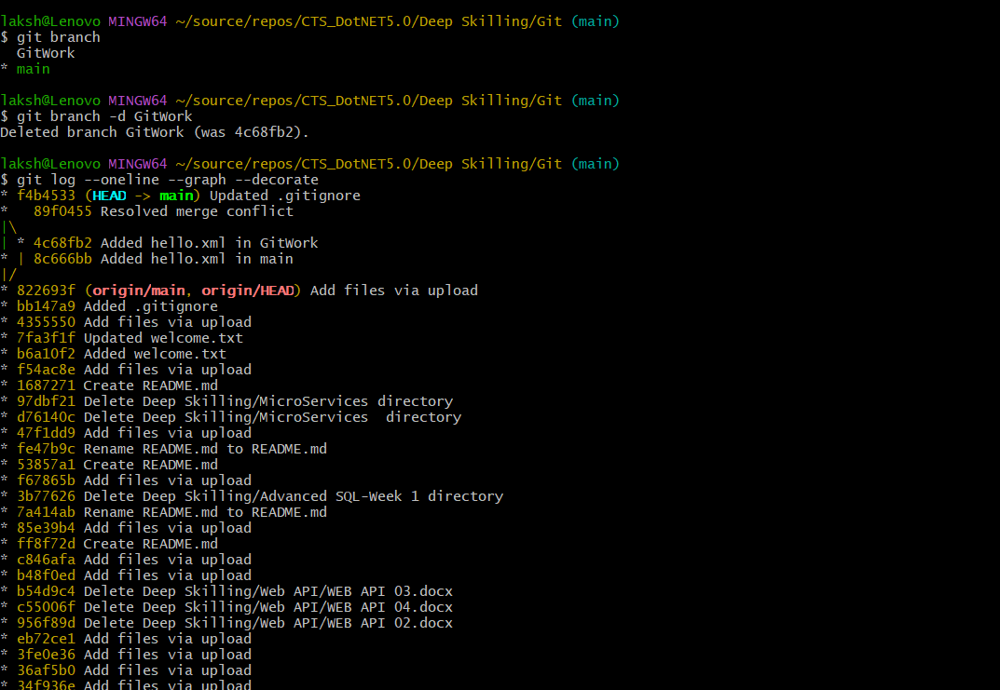 laksh@Lenovo MINGW64 ~/source/repos/CTS_DotNET5.0/Deep Skilling/Git (main)
$ git branch
  GitWork
* main

laksh@Lenovo MINGW64 ~/source/repos/CTS_DotNET5.0/Deep Skilling/Git (main)
$ git branch -d GitWork
Deleted branch GitWork (was 4c68fb2).

laksh@Lenovo MINGW64 ~/source/repos/CTS_DotNET5.0/Deep Skilling/Git (main)
$ git log --oneline --graph --decorate
* f4b4533 (HEAD -> main) Updated .gitignore
*   89f0455 Resolved merge conflict
|\
| * 4c68fb2 Added hello.xml in GitWork
* | 8c666bb Added hello.xml in main
|/
* 822693f (origin/main, origin/HEAD) Add files via upload
* bb147a9 Added .gitignore
* 4355550 Add files via upload
* 7fa3f1f Updated welcome.txt
* b6a10f2 Added welcome.txt
* f54ac8e Add files via upload
* 1687271 Create README.md
* 97dbf21 Delete Deep Skilling/MicroServices directory
* d76140c Delete Deep Skilling/MicroServices  directory
* 47f1dd9 Add files via upload
* fe47b9c Rename README.md to README.md
* 53857a1 Create README.md
* f67865b Add files via upload
* 3b77626 Delete Deep Skilling/Advanced SQL-Week 1 directory
* 7a414ab Rename README.md to README.md
* 85e39b4 Add files via upload
* ff8f72d Create README.md
* c846afa Add files via upload
* b48f0ed Add files via upload
* b54d9c4 Delete Deep Skilling/Web API/WEB API 03.docx
* c55006f Delete Deep Skilling/Web API/WEB API 04.docx
* 956f89d Delete Deep Skilling/Web API/WEB API 02.docx
* eb72ce1 Add files via upload
* 3fe0e36 Add files via upload
* 36af5b0 Add files via upload
* 34f936e Add files via upload